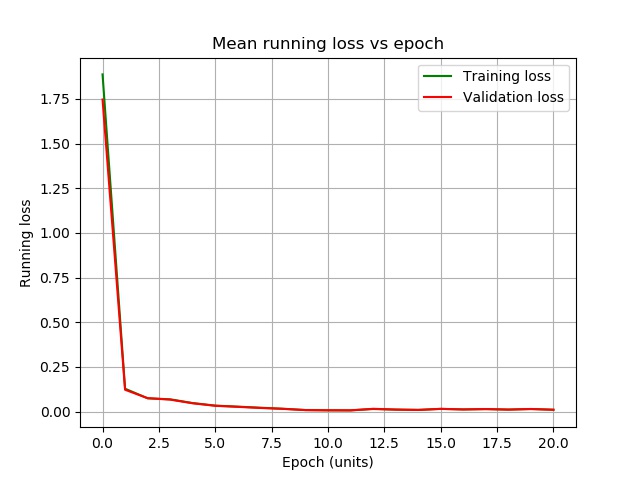 Mean running loss vs epoch
Training loss
Validation loss
1.75
1.50
1.25
1.00
0.75
0.50
0.25
0.00
Running loss
0.0 2.5 5.0 7.5 10.0 12.5 15.0 17.5 20.0
Epoch (units)